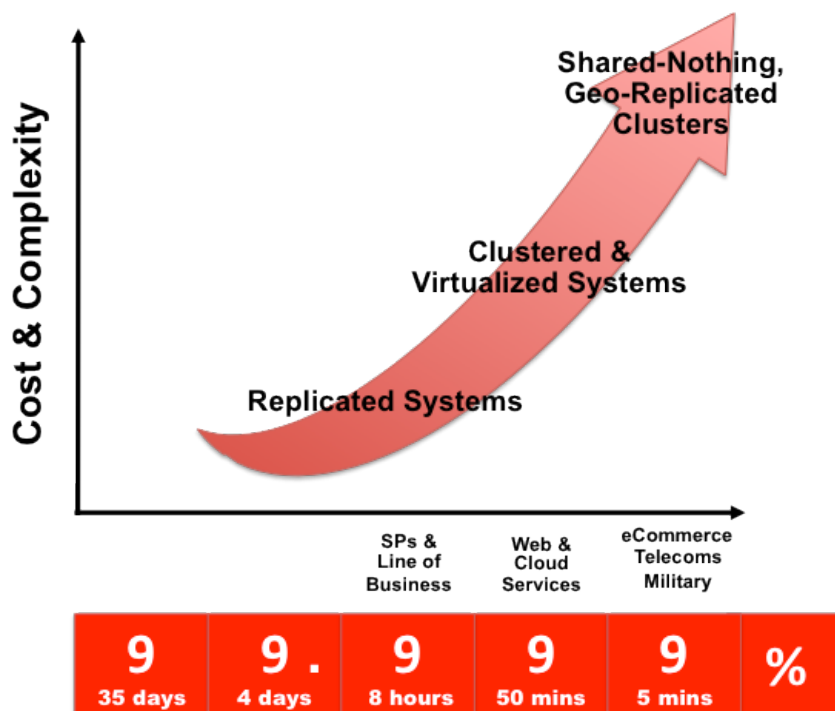 Cost & Complexity
Shared-Nothing,
Geo-Replicated
Clusters
Clustered &
Virtualized Systems
Replicated Systems
SPs &
Line of
Business
Web &
Cloud
Services
eCommerce
Telecoms
Military
9 9 . 9 9 9 %
35 days 4 days 8 hours 50 mins 5 mins